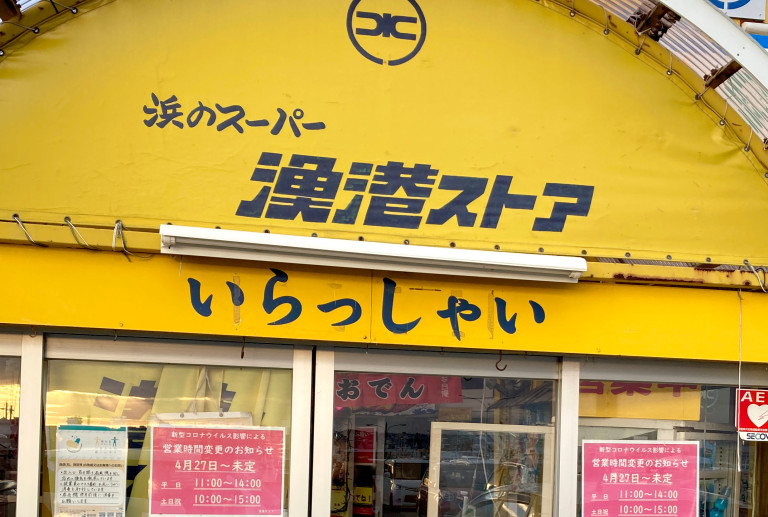 浜のスーパー
漁港ストア
いらっしゃい
おでん
営業中
新型コロナウイルス影響による
営業時間変更のお知らせ
4月27日〜未定
平 日 11:00〜14:00
土日祝 10:00〜15:00
新型コロナウイルス影響による
営業時間変更のお知らせ
4月27日〜未定
平 日 11:00〜14:00
土日祝 10:00〜15:00
AE
SECO